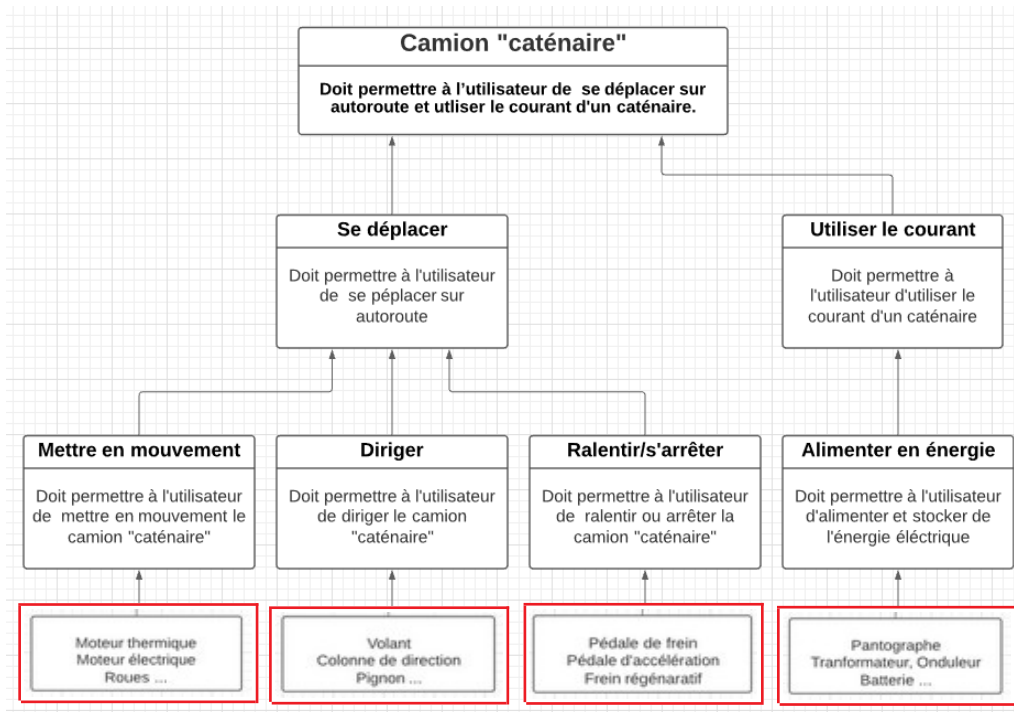 Camion "caténaire"
Doit permettre à l'utilisateur de se déplacer sur
autoroute et utliser le courant d'un caténaire.
Se déplacer
Doit permettre à l'utilisateur
de se péplacer sur
autoroute
Utiliser le courant
Doit permettre à
l'utilisateur d'utiliser le
courant d'un caténaire
Mettre en mouvement
Doit permettre à l'utilisateur
de mettre en mouvement le
camion "caténaire"
Diriger
Doit permettre à l'utilisateur
de diriger le camion
"caténaire"
Ralentir/s'arrêter
Doit permettre à l'utilisateur
de ralentir ou arrêter la
camion "caténaire"
Alimenter en énergie
Doit permettre à l'utilisateur
d'alimenter et stocker de
l'énergie éléctrique
Moteur thermique
Moteur électrique
Roues ...
Volant
Colonne de direction
Pignon ...
Pédale de frein
Pédale d'accélération
Frein régénaratif
Pantographe
Tranformateur, Onduleur
Batterie ...